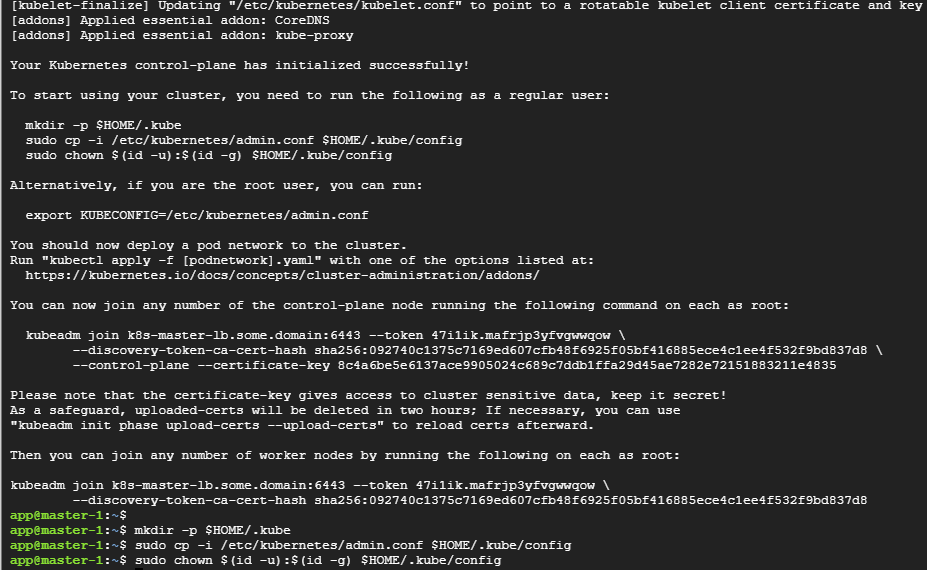 [kubelet-finalize] Updating "/etc/kubernetes/kubelet.conf" to point to a rotatable kubelet client certificate and key
[addons] Applied essential addon: CoreDNS
[addons] Applied essential addon: kube-proxy

Your Kubernetes control-plane has initialized successfully!

To start using your cluster, you need to run the following as a regular user:

  mkdir -p $HOME/.kube
  sudo cp -i /etc/kubernetes/admin.conf $HOME/.kube/config
  sudo chown $(id -u):$(id -g) $HOME/.kube/config

Alternatively, if you are the root user, you can run:

  export KUBECONFIG=/etc/kubernetes/admin.conf

You should now deploy a pod network to the cluster.
Run "kubectl apply -f [podnetwork].yaml" with one of the options listed at:
  https://kubernetes.io/docs/concepts/cluster-administration/addons/

You can now join any number of the control-plane node running the following command on each as root:

  kubeadm join k8s-master-lb.some.domain:6443 --token 47i1ik.mafrjp3yfvgwwqow \
        --discovery-token-ca-cert-hash sha256:092740c1375c7169ed607cfb48f6925f05bf416885ece4c1ee4f532f9bd837d8 \
        --control-plane --certificate-key 8c4a6be5e6137ace9905024c689c7ddb1ffa29d45ae7282e72151883211e4835

Please note that the certificate-key gives access to cluster sensitive data, keep it secret!
As a safeguard, uploaded-certs will be deleted in two hours; If necessary, you can use
"kubeadm init phase upload-certs --upload-certs" to reload certs afterward.

Then you can join any number of worker nodes by running the following on each as root:

kubeadm join k8s-master-lb.some.domain:6443 --token 47i1ik.mafrjp3yfvgwwqow \
        --discovery-token-ca-cert-hash sha256:092740c1375c7169ed607cfb48f6925f05bf416885ece4c1ee4f532f9bd837d8
app@master-1:~$
app@master-1:~$ mkdir -p $HOME/.kube
app@master-1:~$ sudo cp -i /etc/kubernetes/admin.conf $HOME/.kube/config
app@master-1:~$ sudo chown $(id -u):$(id -g) $HOME/.kube/config